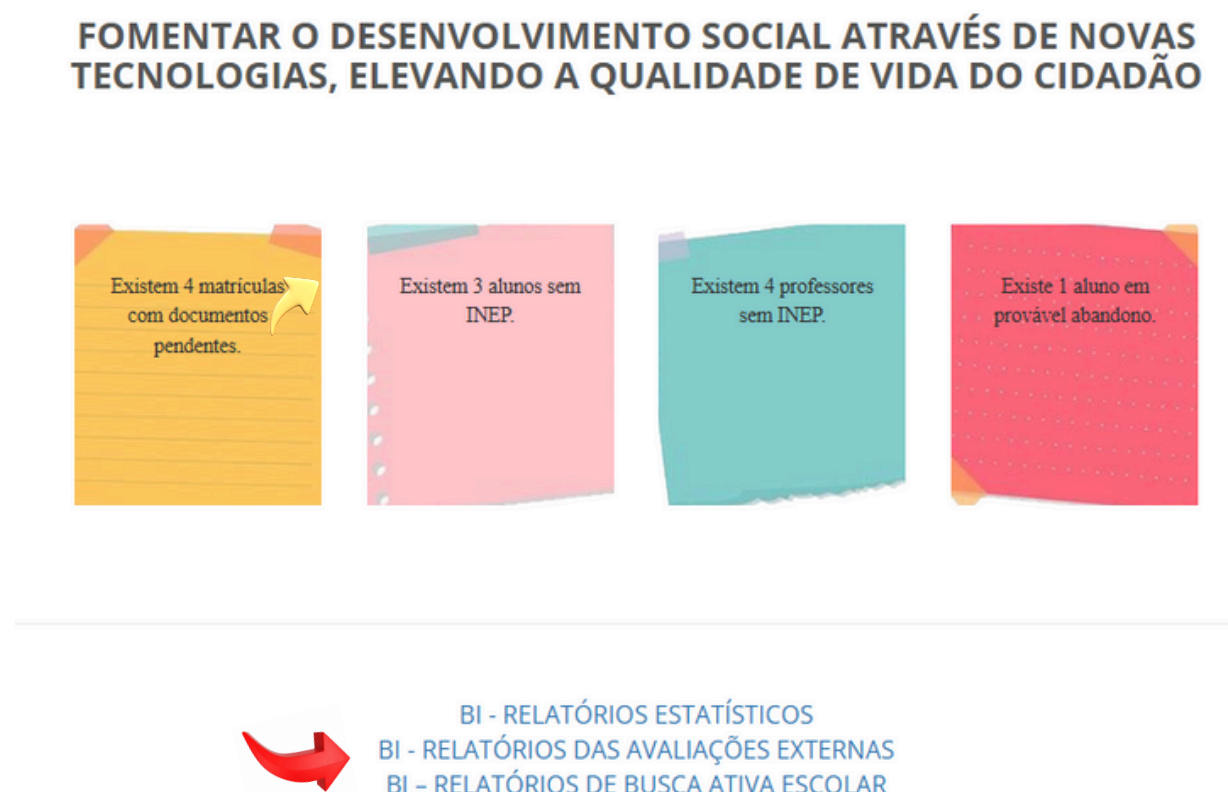 FOMENTAR O DESENVOLVIMENTO SOCIAL ATRAVÉS DE NOVAS
TECNOLOGIAS, ELEVANDO A QUALIDADE DE VIDA DO CIDADÃO
Existem 4 matrículas
com documentos
pendentes.
Existem 3 alunos sem
INEP.
Existem 4 professores
sem INEP.
Existe 1 aluno em
provável abandono.
BI - RELATÓRIOS ESTATÍSTICOS
BI - RELATÓRIOS DAS AVALIAÇÕES EXTERNAS
BI – RELATÓRIOS DE BUSCA ATIVA ESCOLAR